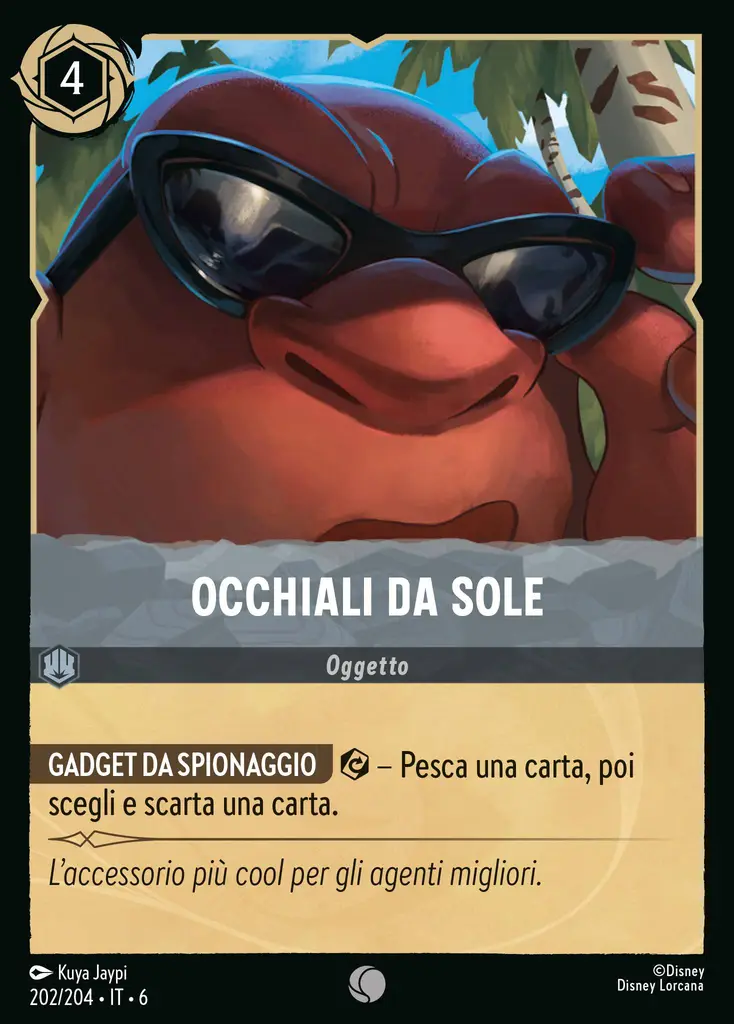 4
OCCHIALI DA SOLE
Oggetto
GADGET DA SPIONAGGIO – Pesca una carta, poi
scegli e scarta una carta.
L'accessorio più cool per gli agenti migliori.
Kuya Jaypi
©Disney
202/204 • IT • 6
Disney Lorcana